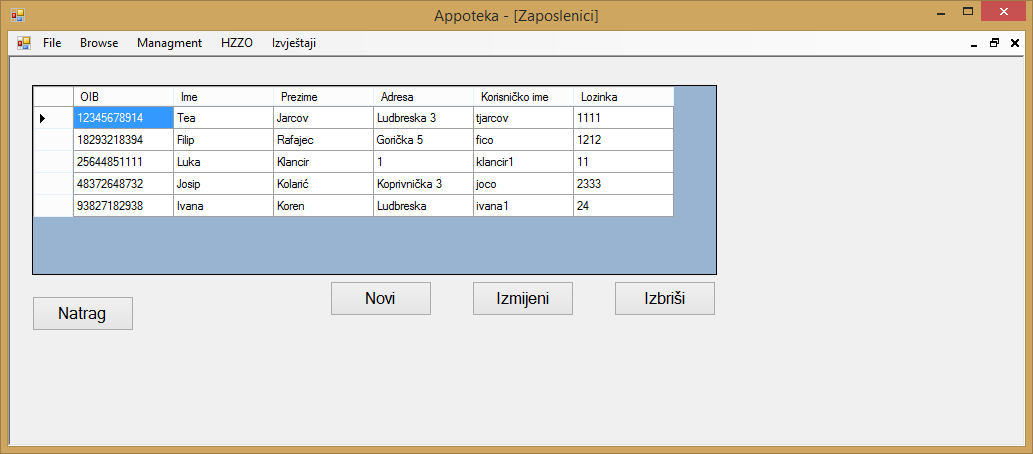 Appoteka - [Zaposlenici]
File Browse Managment HZZO Izvještaji
OIB Ime Prezime Adresa Korisničko ime Lozinka
12345678914 Tea Jarcov Ludbreska 3 tjarcov 1111
18293218394 Filip Rafajec Gorička 5 fico 1212
25644851111 Luka Klancir 1 klancir1 11
48372648732 Josip Kolarić Koprivnička 3 joco 2333
93827182938 Ivana Koren Ludbreska ivana1 24
Novi Izmijeni Izbriši
Natrag